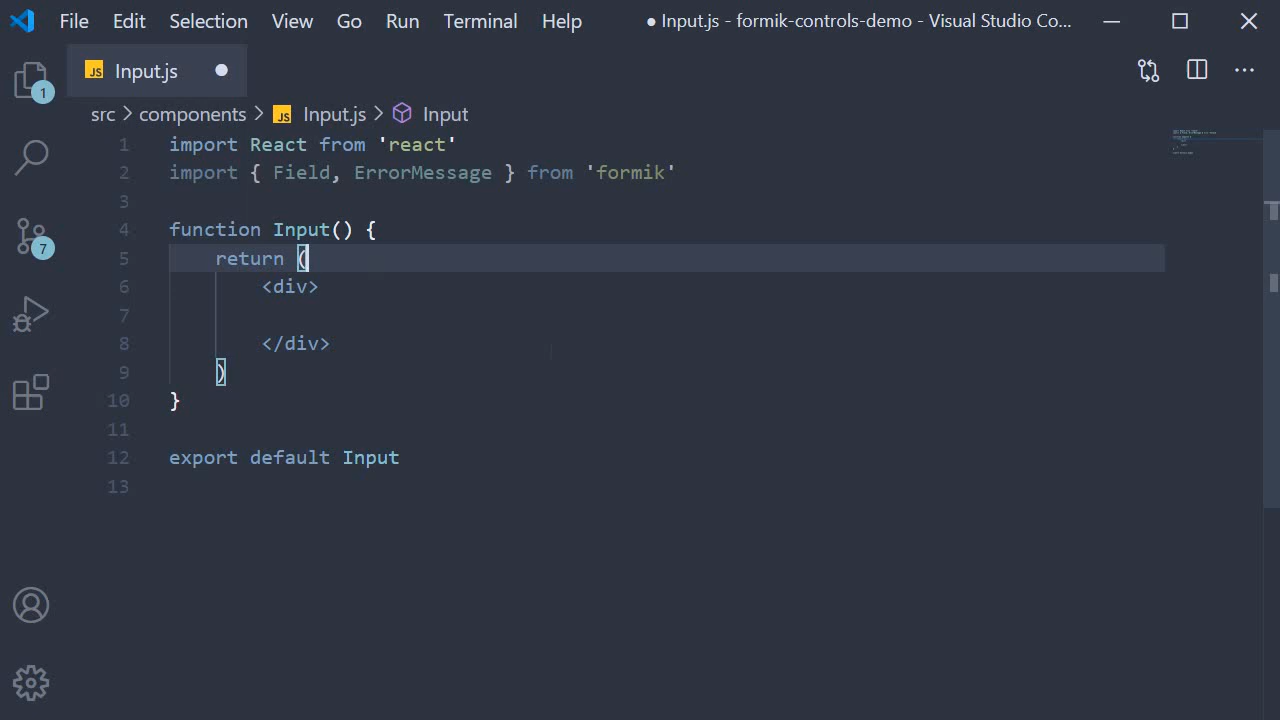 File Edit Selection View Go Run Terminal Help ● Input.js - formik-controls-demo - Visual Studio Co...
JS Input.js
1
src > components > JS Input.js > Input
1 import React from 'react'
2 import { Field, ErrorMessage } from 'formik'
3
4 function Input() {
5 return (
6 <div>
7
8 </div>
9 )
10 }
11
12 export default Input
13
7